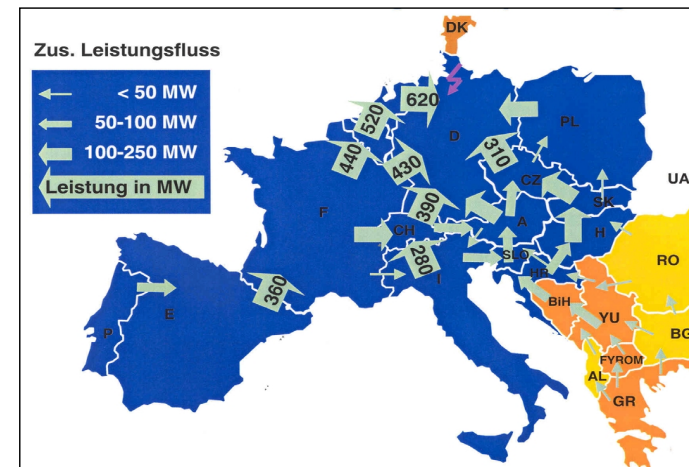 DK
Zus. Leistungsfluss
< 50 MW
50-100 MW
100-250 MW
Leistung in MW
620
520
D
PL
440
430
310
CZ
UA
SK
F
390
CH
A
H
280
I
SLO
HR
RO
360
P
E
BiH
YU
BG
FYROM
AL
GR